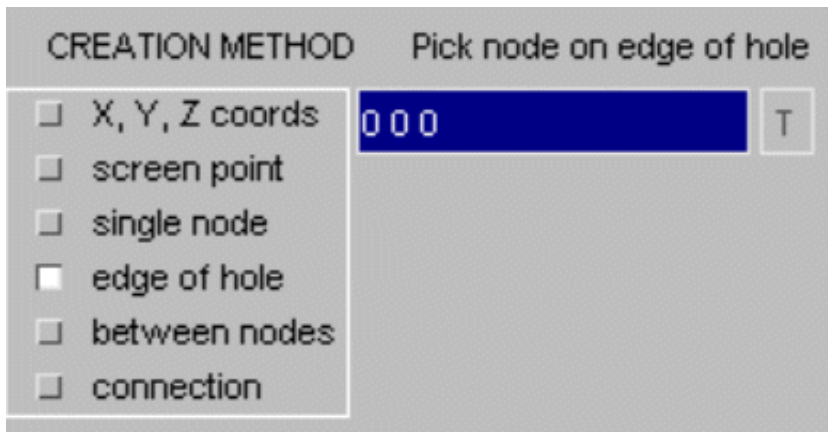 CREATION METHOD Pick node on edge of hole
X, Y, Z coords 0 0 0 T
screen point
single node
edge of hole
between nodes
connection